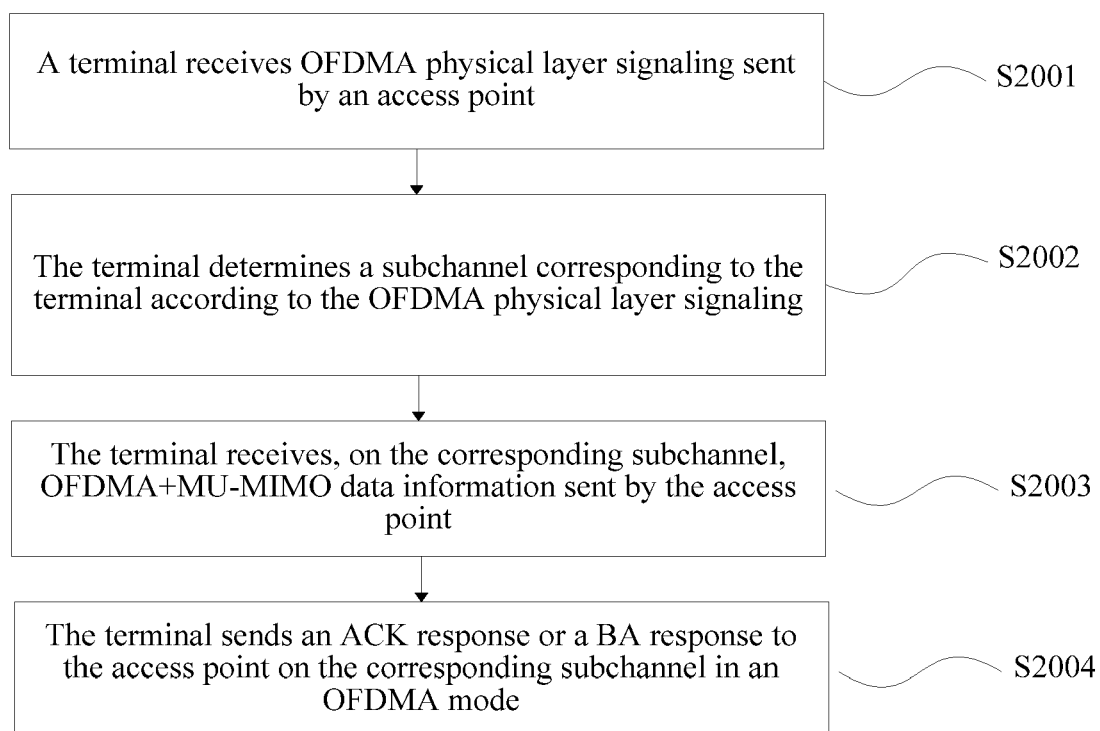 A terminal receives OFDMA physical layer signaling sent
by an access point
S2001
The terminal determines a subchannel corresponding to the
terminal according to the OFDMA physical layer signaling
S2002
The terminal receives, on the corresponding subchannel,
OFDMA+MU-MIMO data information sent by the access
point
S2003
The terminal sends an ACK response or a BA response to
the access point on the corresponding subchannel in an
OFDMA mode
S2004